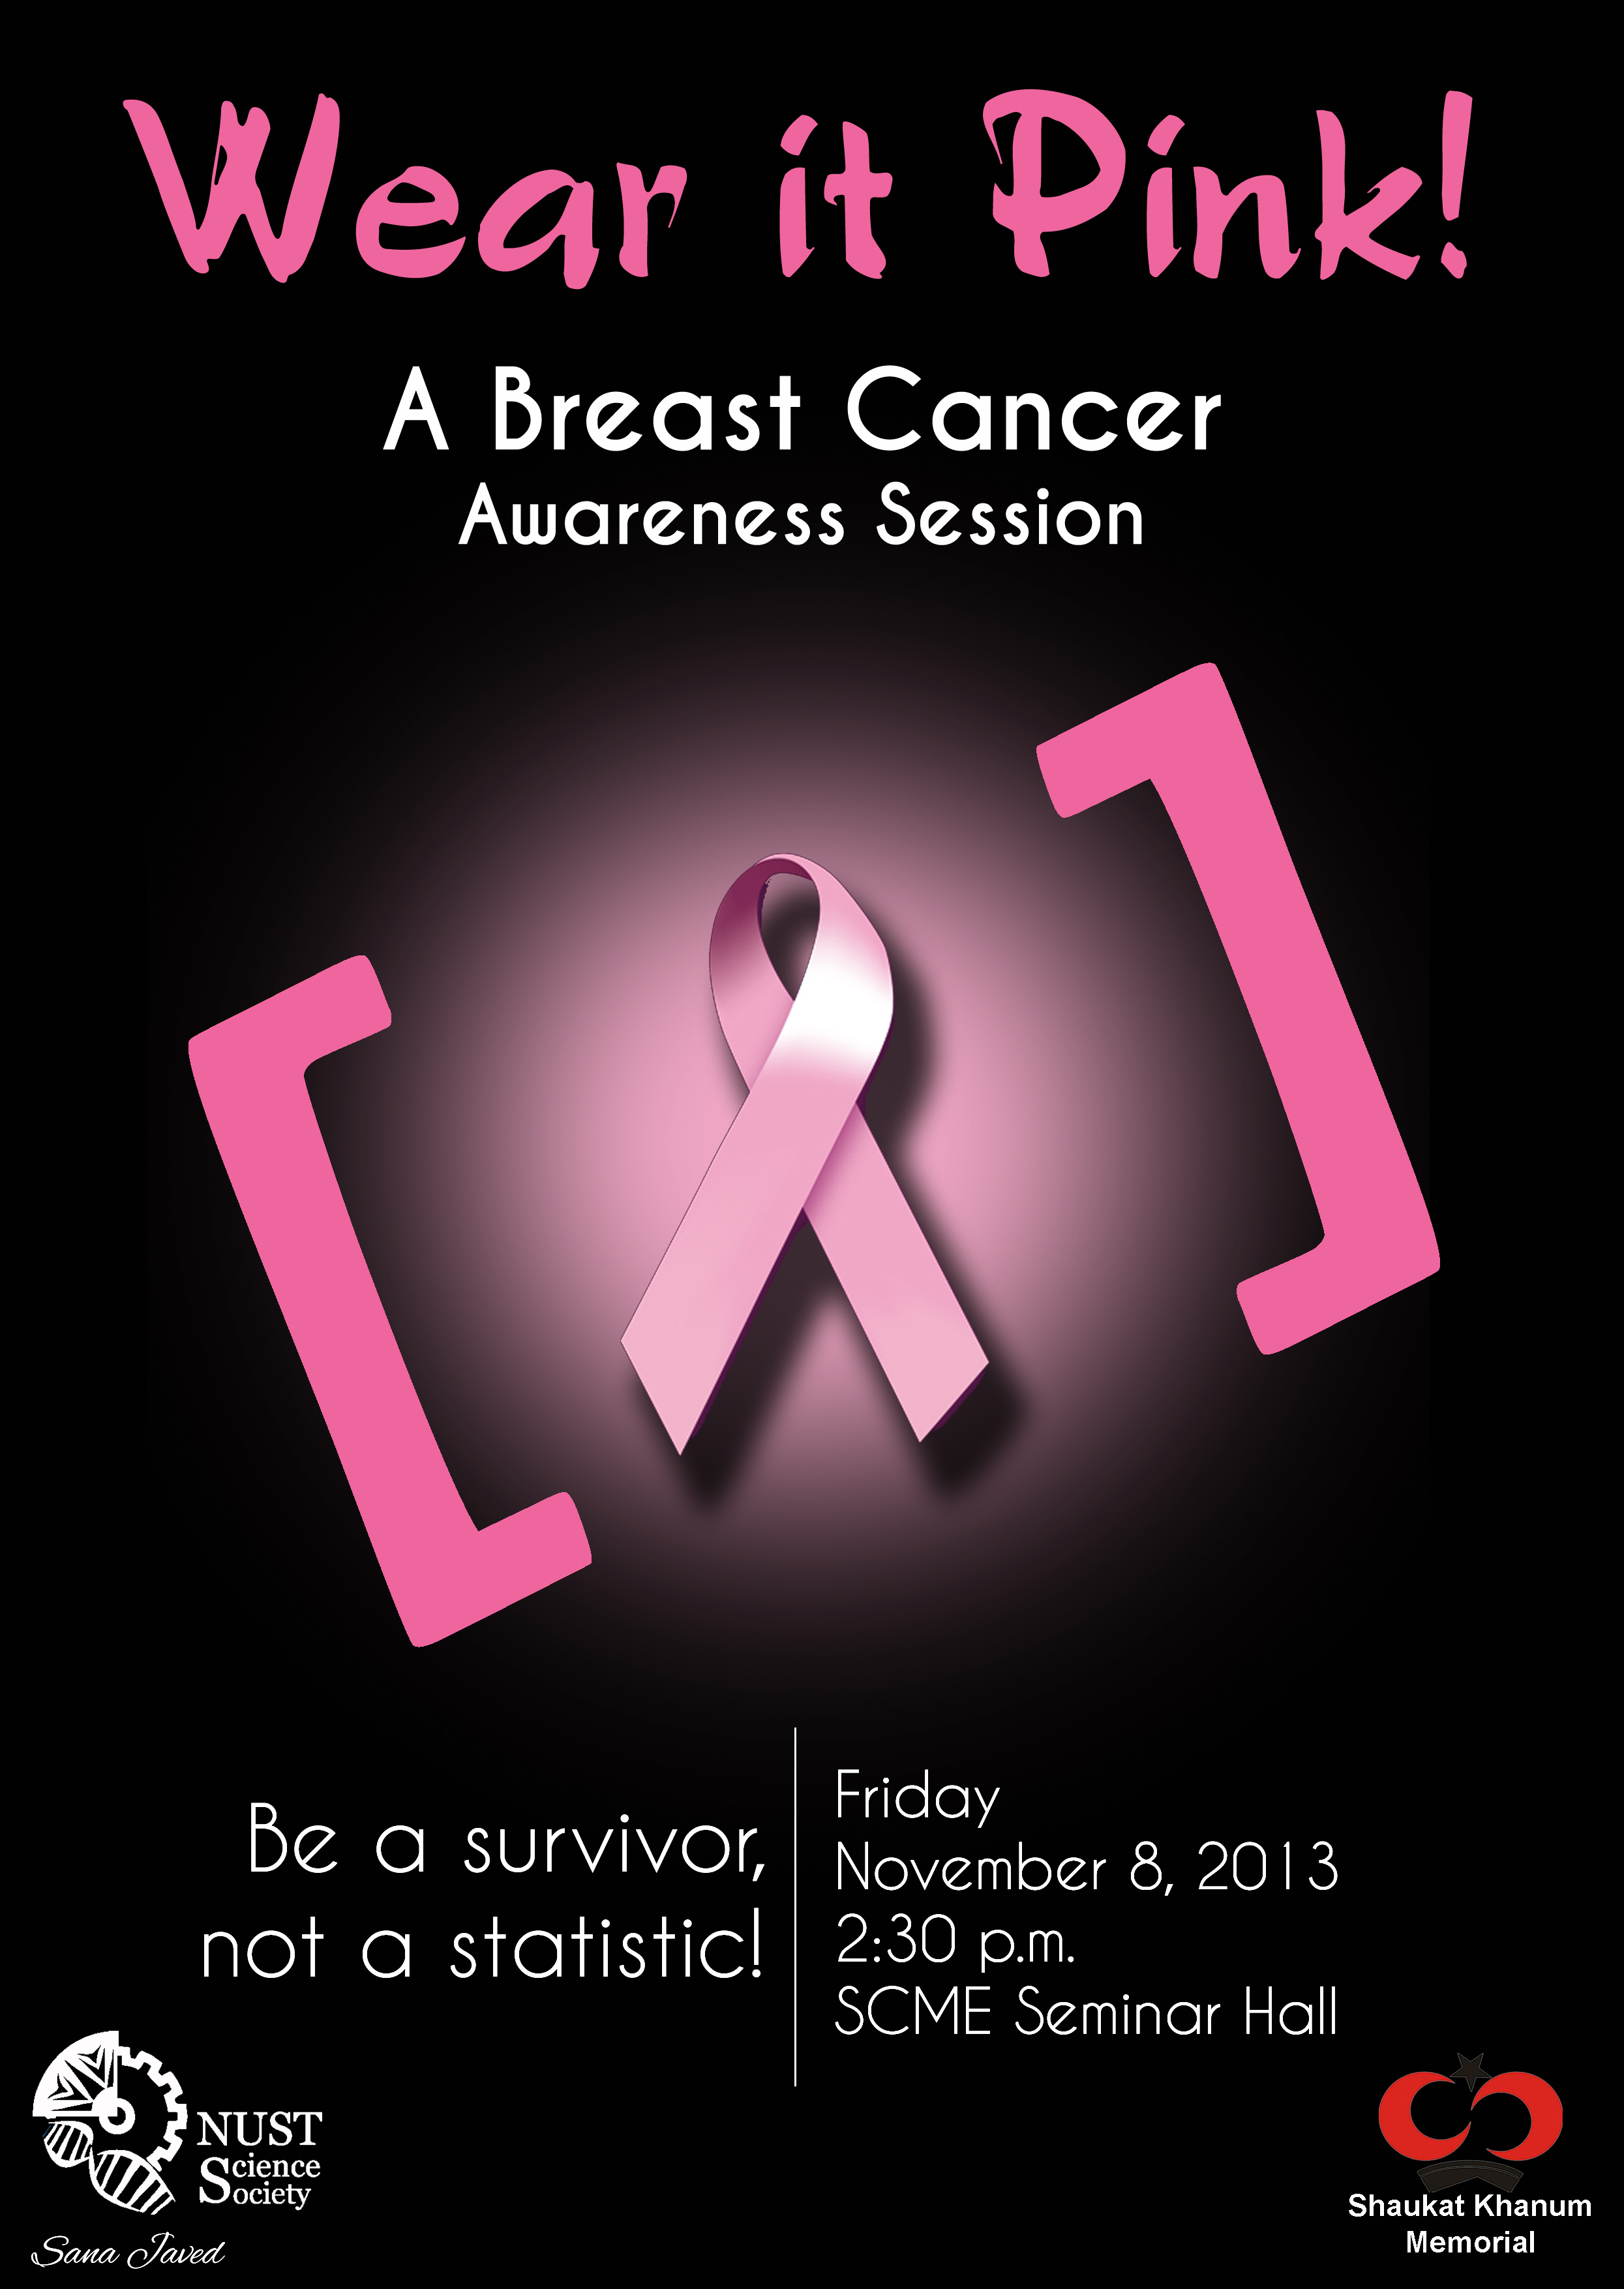 Wear it Pink!
A Breast Cancer
Awareness Session
Be a survivor,
not a statistic!
Friday
November 8, 2013
2:30 p.m.
SCME Seminar Hall
NUST
Science
Society
Sana Javed
Shaukat Khanum
Memorial